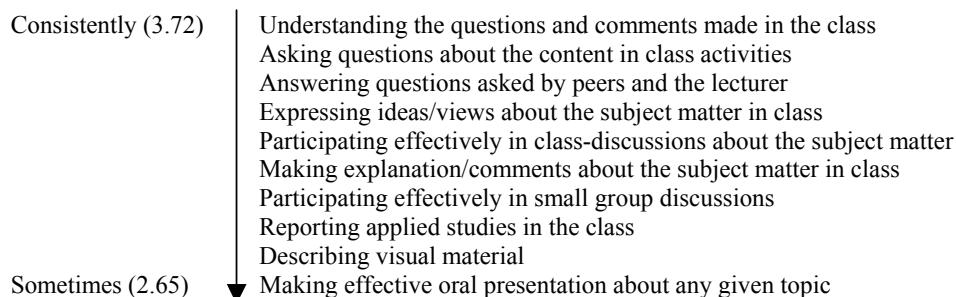 Consistently (3.72) Understanding the questions and comments made in the class
Asking questions about the content in class activities
Answering questions asked by peers and the lecturer
Expressing ideas/views about the subject matter in class
Participating effectively in class-discussions about the subject matter
Making explanation/comments about the subject matter in class
Participating effectively in small group discussions
Reporting applied studies in the class
Describing visual material
Sometimes (2.65) Making effective oral presentation about any given topic